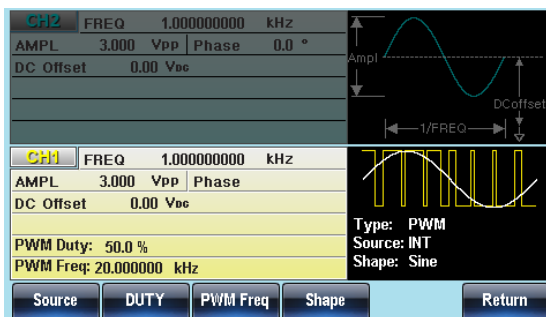 CH2 FREQ 1.000000000 kHz
AMPL 3.000 Vpp Phase 0.0 °
DC Offset 0.00 VDC
Ampl
DCoffset
1/FREQ
CH1 FREQ 1.000000000 kHz
AMPL 3.000 Vpp Phase
DC Offset 0.00 VDC
PWM Duty: 50.0 %
PWM Freq: 20.000000 kHz
Type: PWM
Source: INT
Shape: Sine
Source DUTY PWM Freq Shape Return